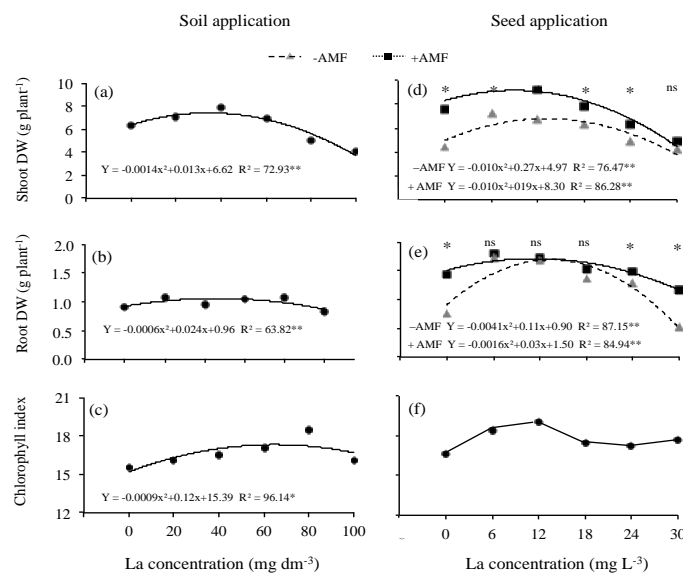 Soil application
Seed application
-AMF
+AMF
(a)
Shoot DW (g plant-1)
10
8
6
4
2
0
Y = -0.0014x²+0.013x+6.62 R² = 72.93**
(d)
* * * * * ns
–AMF Y = -0.010x²+0.27x+4.97 R² = 76.47**
+ AMF Y = -0.010x²+019x+8.30 R² = 86.28**
(b)
Root DW (g plant-1)
2.0
1.5
1.0
0.5
0.0
Y = -0.0006x²+0.024x+0.96 R² = 63.82**
(e)
* ns ns ns * *
–AMF Y = -0.0041x²+0.11x+0.90 R² = 87.15**
+ AMF Y = -0.0016x²+0.03x+1.50 R² = 84.94**
(c)
Chlorophyll index
21
18
15
12
Y = -0.0009x²+0.12x+15.39 R² = 96.14*
(f)
0 20 40 60 80 100
0 6 12 18 24 30
La concentration (mg dm-3)
La concentration (mg L-3)